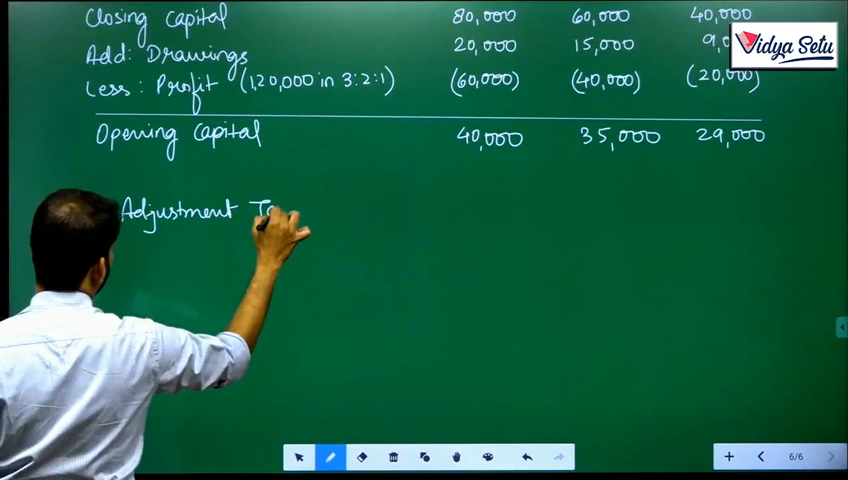 Closing Capital 80,000 60,000 40,000
Vidya Setu
Add: Drawings 20,000 15,000
Less: Profit (1,20,000 in 3:2:1) (60,000) (40,000) (20,000)
Opening Capital 40,000 35,000 29,000
Adjustment
6/6